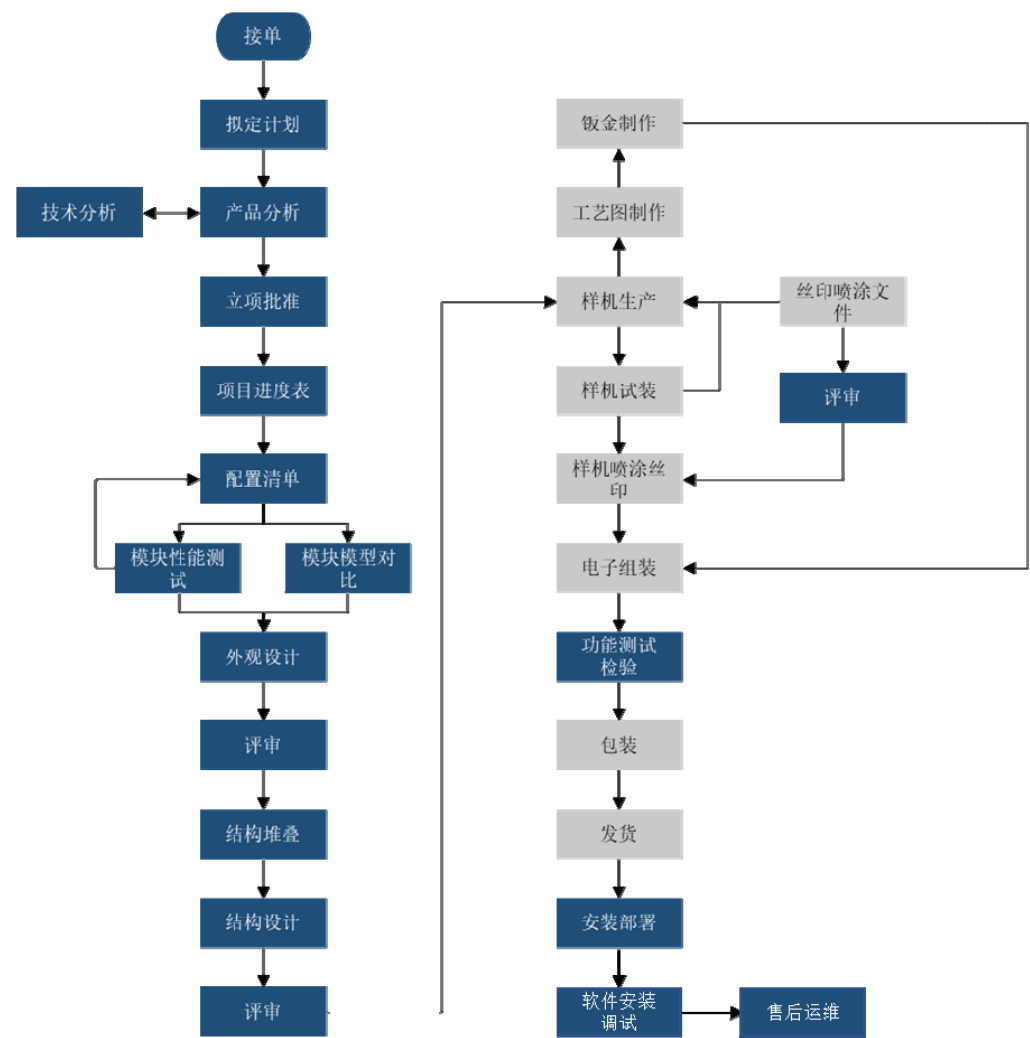 接单
拟定计划
技术分析
产品分析
立项批准
项目进度表
配置清单
模块性能测
试
模块模型对
比
外观设计
评审
结构堆叠
结构设计
评审
钣金制作
工艺图制作
样机生产
丝印喷涂文
件
样机试装
评审
样机喷涂丝
印
电子组装
功能测试
检验
包装
发货
安装部署
软件安装
调试
售后运维